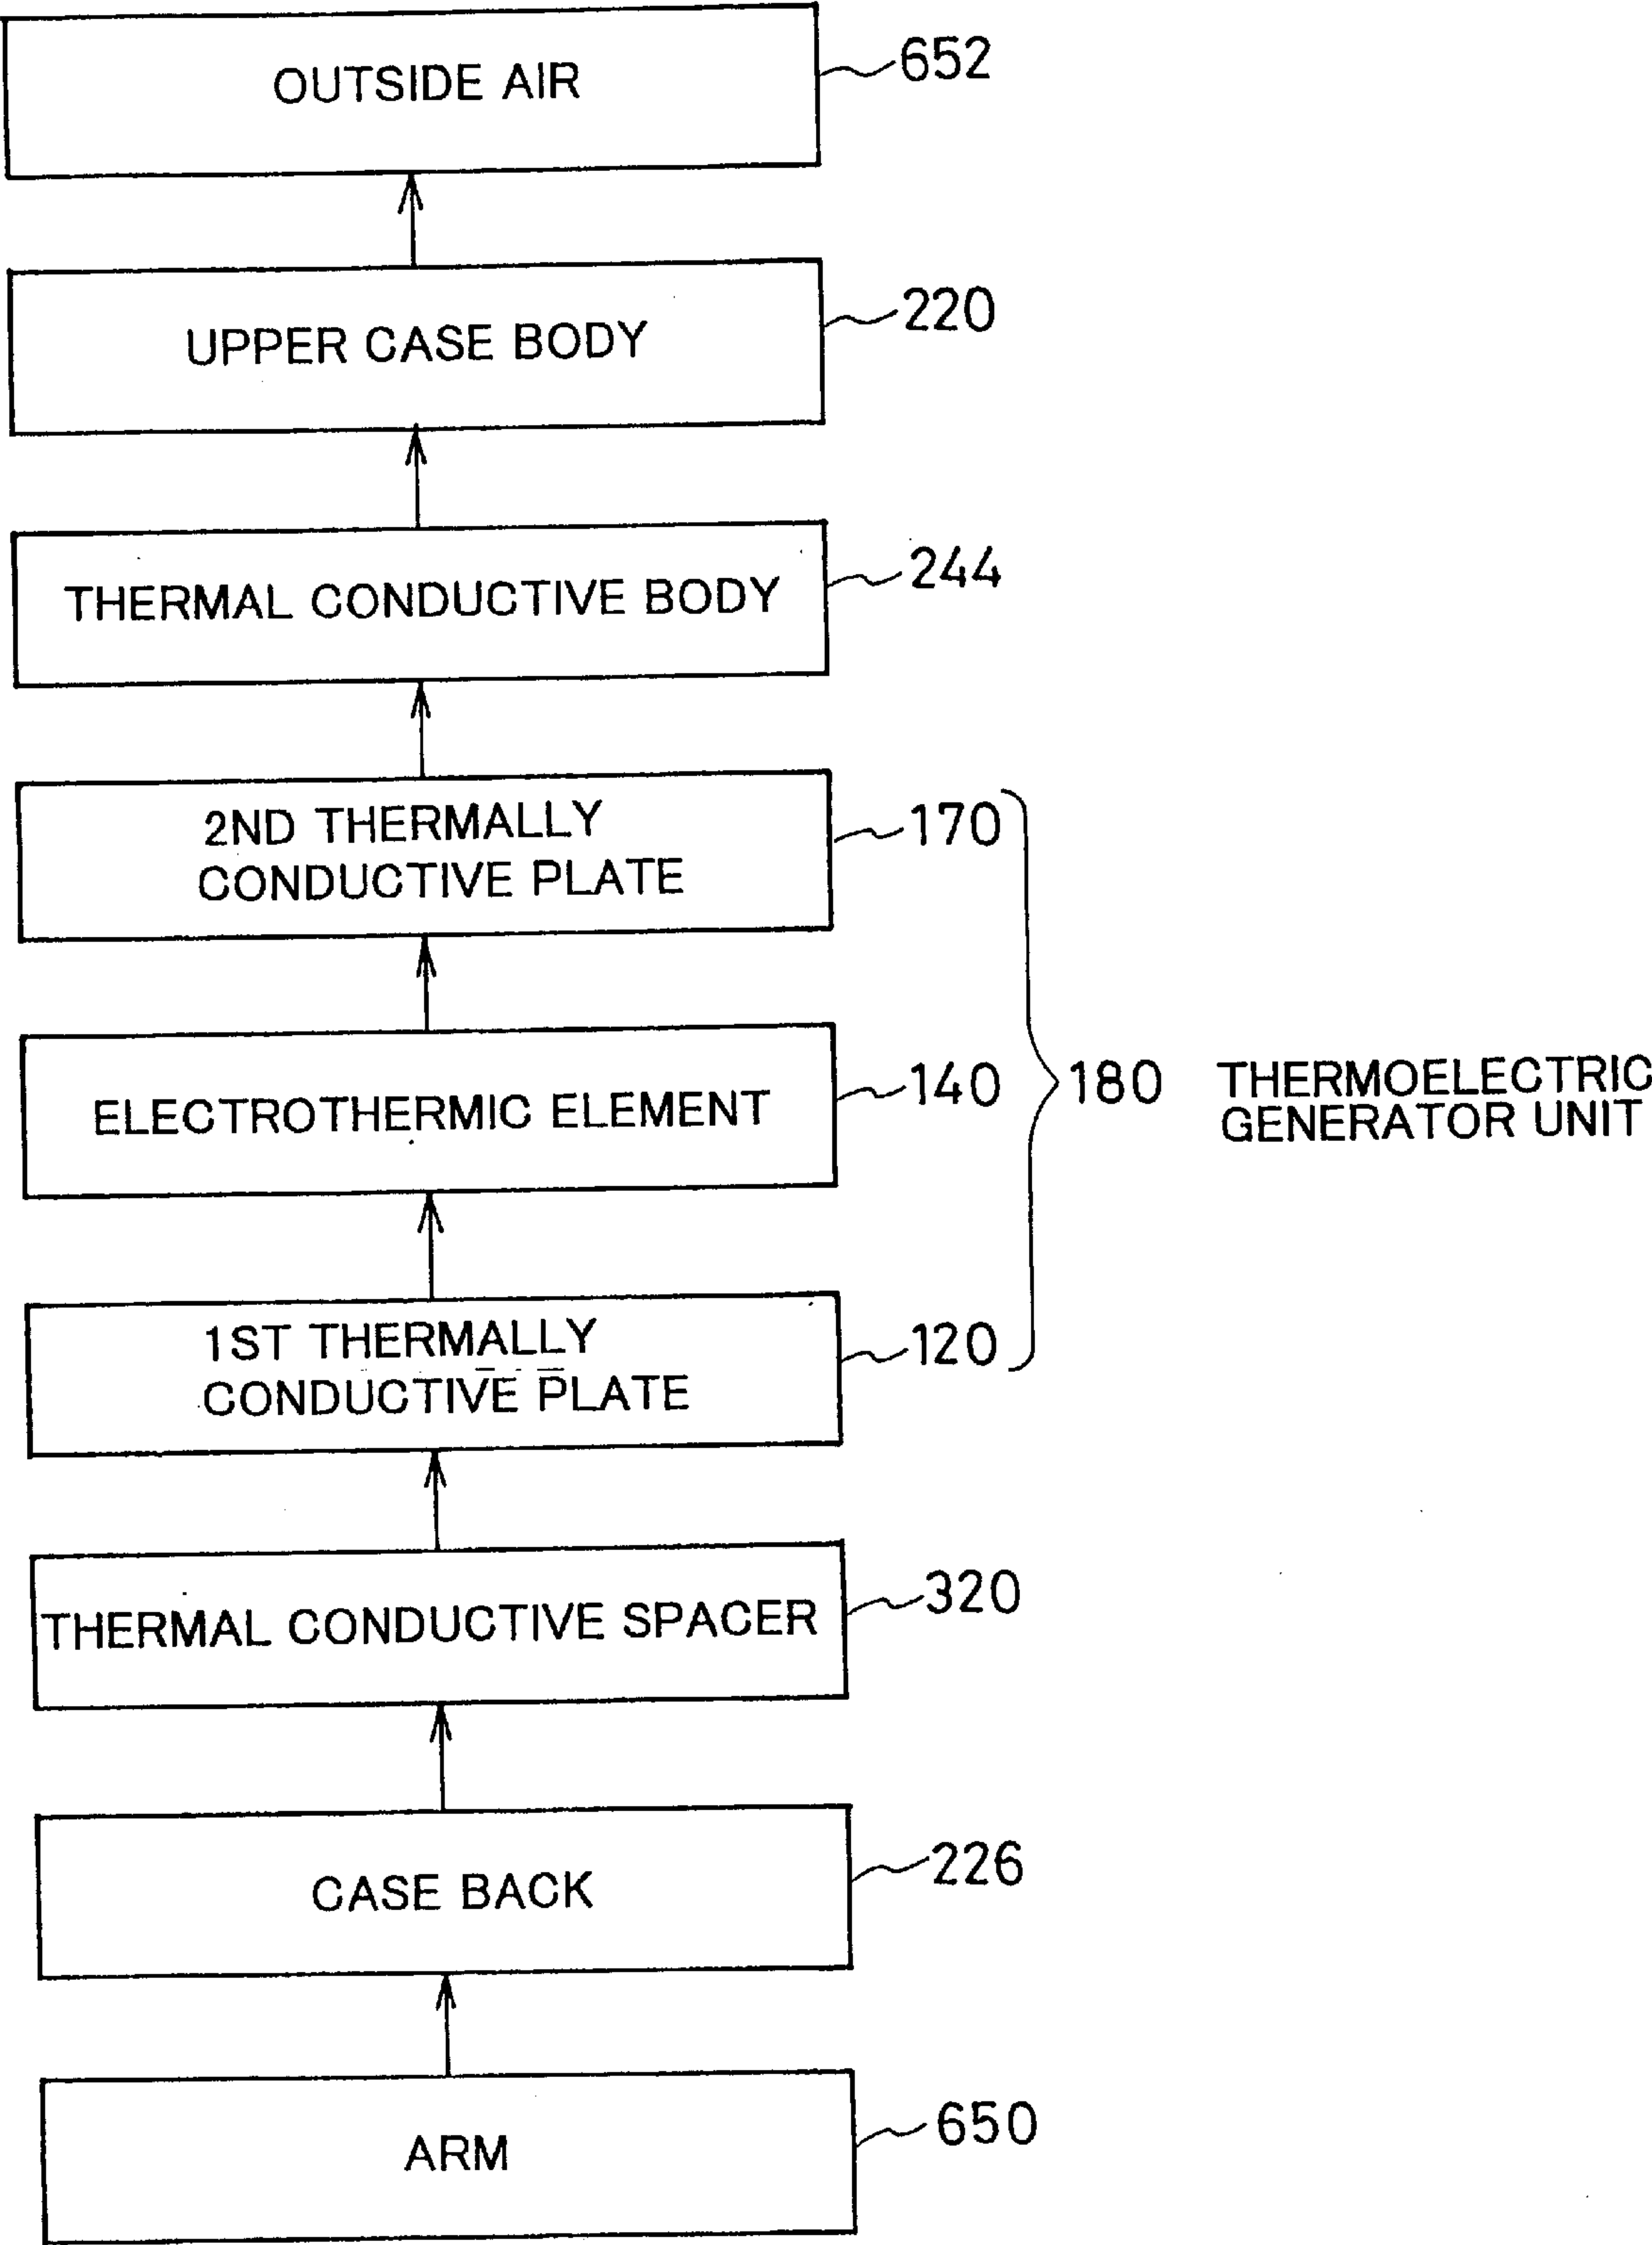 OUTSIDE AIR
652
UPPER CASE BODY
220
THERMAL CONDUCTIVE BODY
244
2ND THERMALLY
CONDUCTIVE PLATE
170
ELECTROTHERMIC ELEMENT
140
180
THERMOELECTRIC
GENERATOR UNIT
1ST THERMALLY
CONDUCTIVE PLATE
120
THERMAL CONDUCTIVE SPACER
320
CASE BACK
226
ARM
650